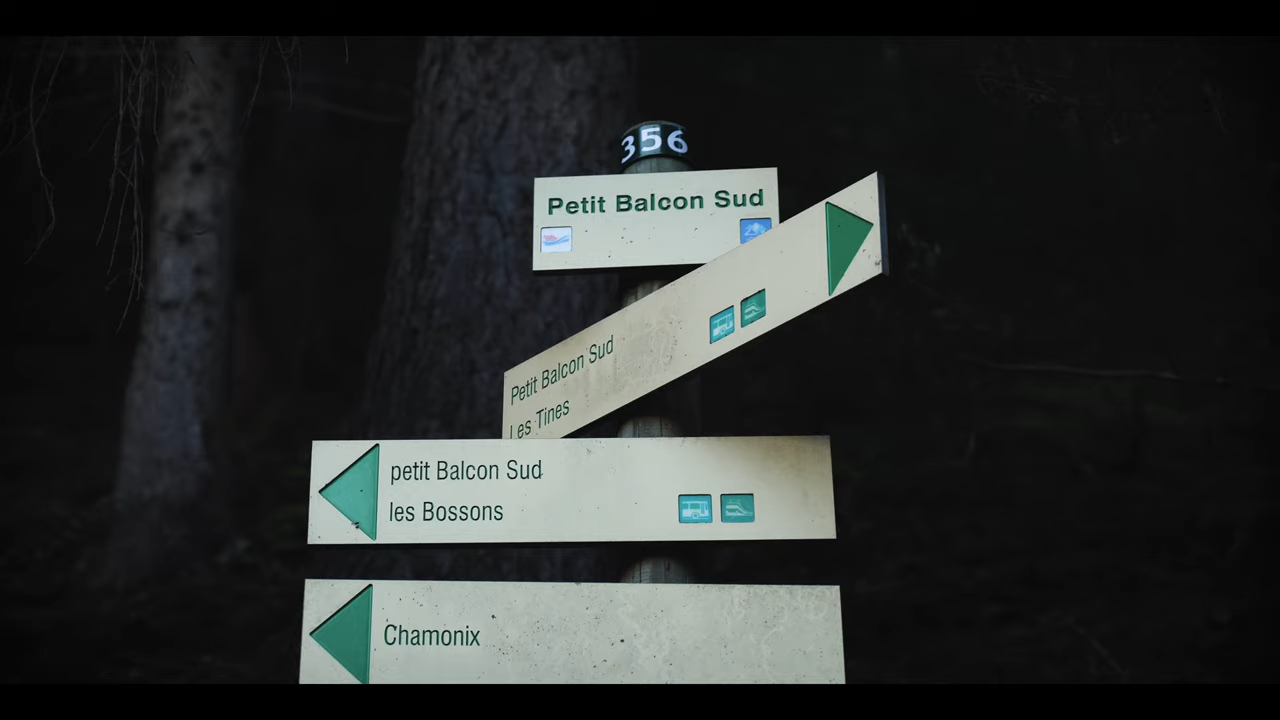 356
Petit Balcon Sud
Petit Balcon Sud
Les Tines
petit Balcon Sud
les Bossons
Chamonix